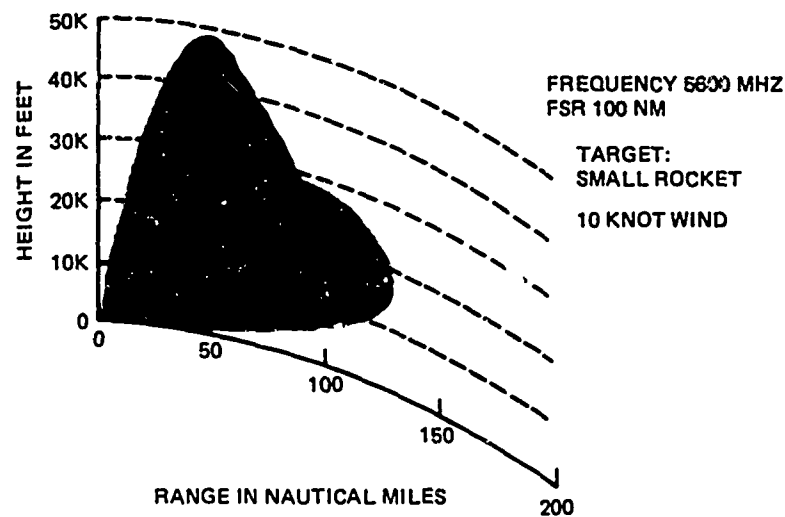 50K
40K
30K
20K
10K
0
HEIGHT IN FEET
0
50
100
150
200
RANGE IN NAUTICAL MILES
FREQUENCY 5600 MHZ
FSR 100 NM
TARGET:
SMALL ROCKET
10 KNOT WIND